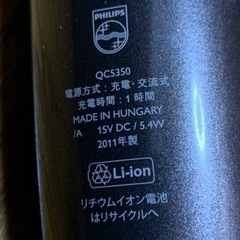 PHILIPS
QC5350
電源方式:充電・交流式
充電時間:1時間
MADE IN HUNGARY
/A 15V DC / 5.4W
2011年製
Li-ion
リチウムイオン電池
はリサイクルへ